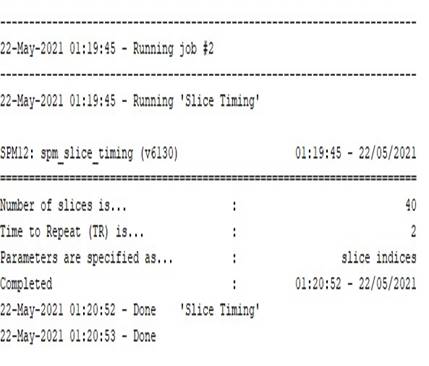 ------------------------------------------------------------------------
22-May-2021 01:19:45 - Running job #2
------------------------------------------------------------------------
22-May-2021 01:19:45 - Running 'Slice Timing'
SPM12: spm_slice_timing (v6130) 01:19:45 - 22/05/2021
========================================================================
Number of slices is... : 40
Time to Repeat (TR) is... : 2
Parameters are specified as... : slice indices
Completed : 01:20:52 - 22/05/2021
22-May-2021 01:20:52 - Done 'Slice Timing'
22-May-2021 01:20:53 - Done